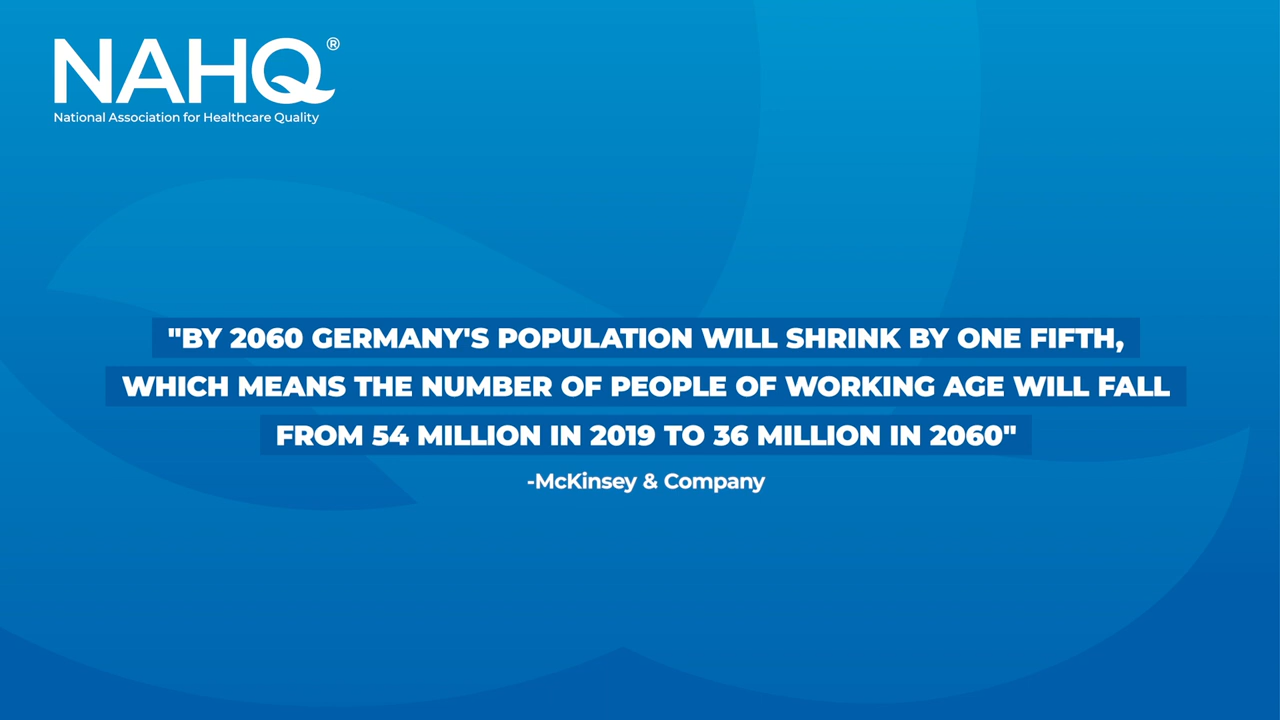 NAHQ®
National Association for Healthcare Quality
"BY 2060 GERMANY'S POPULATION WILL SHRINK BY ONE FIFTH,
WHICH MEANS THE NUMBER OF PEOPLE OF WORKING AGE WILL FALL
FROM 54 MILLION IN 2019 TO 36 MILLION IN 2060"
-McKinsey & Company